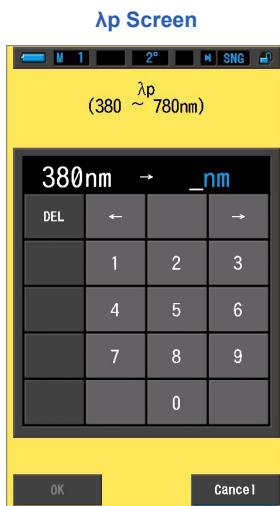 λp Screen
M 1 2° SNG
λp
(380 ~ 780nm)
380nm → _nm
DEL ← →
1 2 3
4 5 6
7 8 9
0
OK Cancel